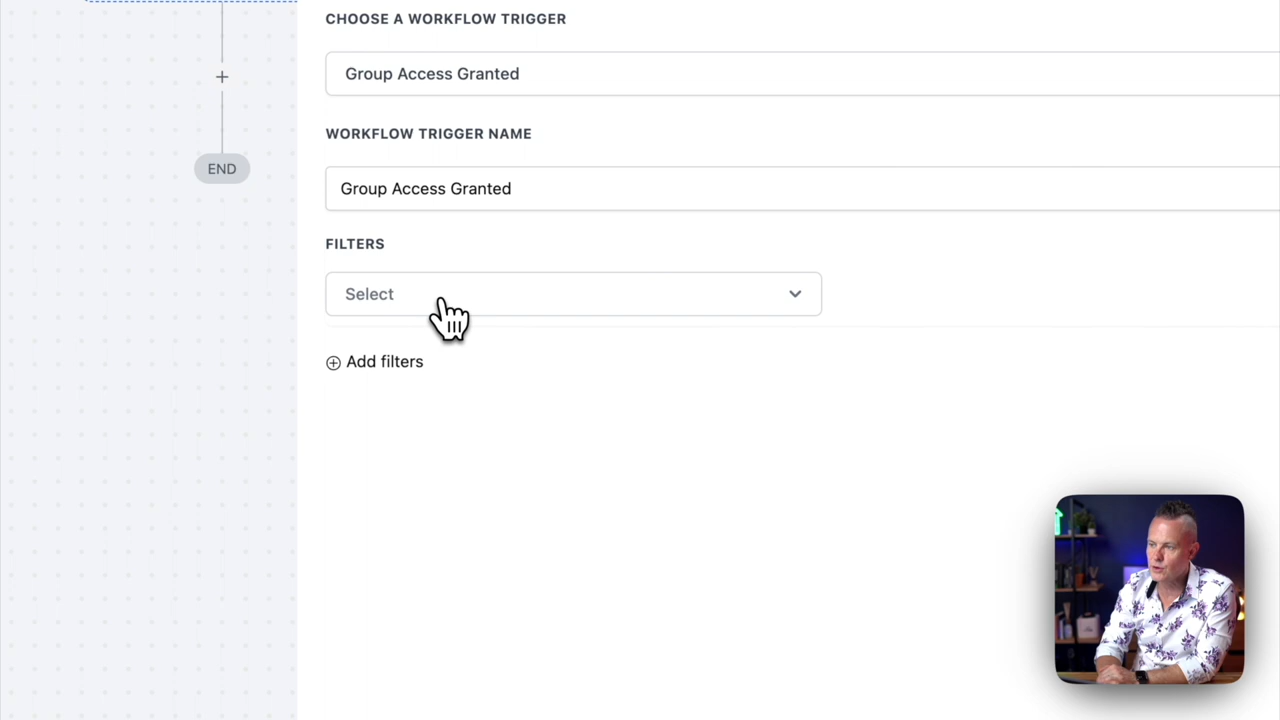 CHOOSE A WORKFLOW TRIGGER
Group Access Granted
WORKFLOW TRIGGER NAME
Group Access Granted
END
FILTERS
Select
Add filters